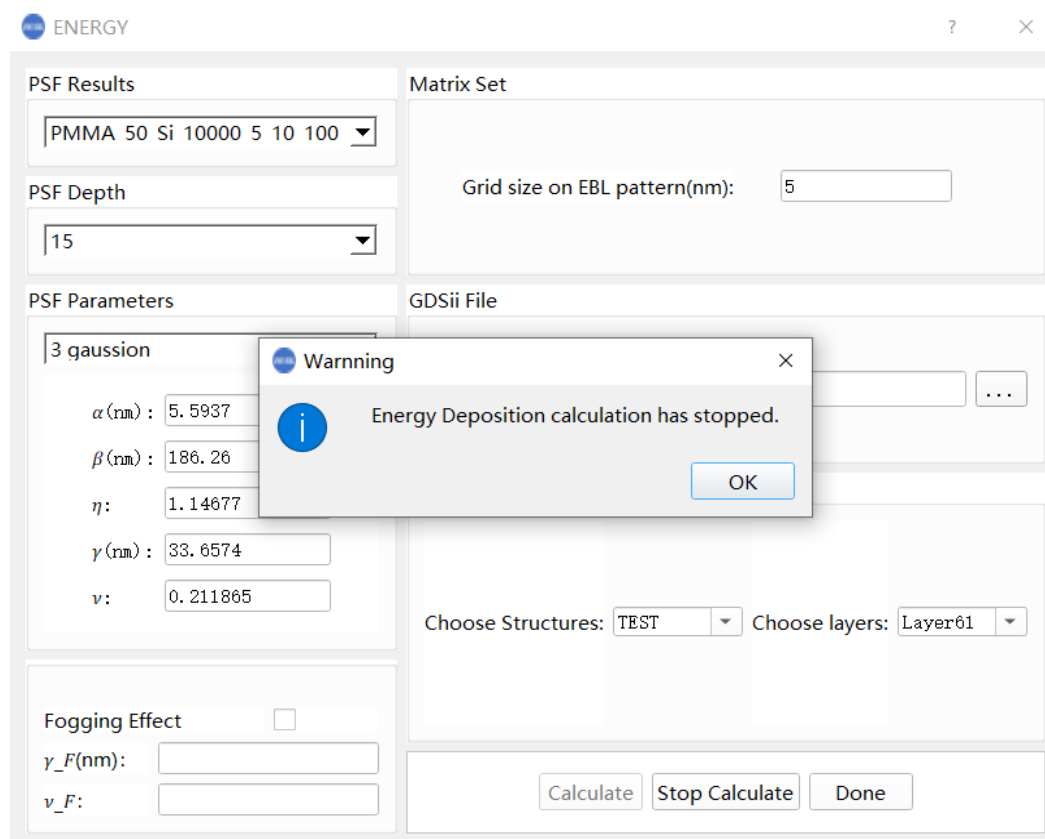 ENERGY
?
PSF Results
PMMA 50 Si 10000 5 10 100
PSF Depth
15
PSF Parameters
3 gaussion
α(nm):
5.5937
β(nm):
186.26
η:
1.14677
γ(nm):
33.6574
ν:
0.211865
Fogging Effect
γ_F(nm):
ν_F:
Matrix Set
Grid size on EBL pattern(nm):
5
GDSii File
...
Warnning
Energy Deposition calculation has stopped.
OK
Choose Structures:
TEST
Choose layers:
Layer61
Calculate
Stop Calculate
Done